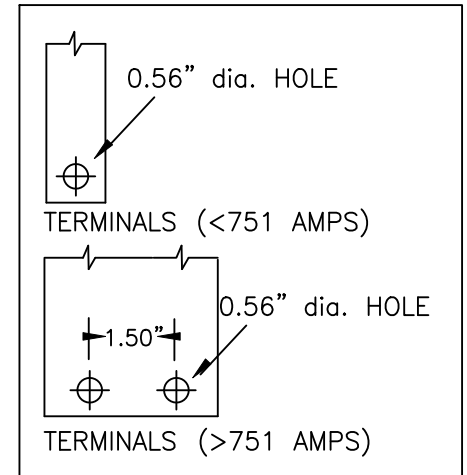 0.56” dia. HOLE
TERMINALS (<751 AMPS)
0.56” dia. HOLE
1.50”
TERMINALS (>751 AMPS)